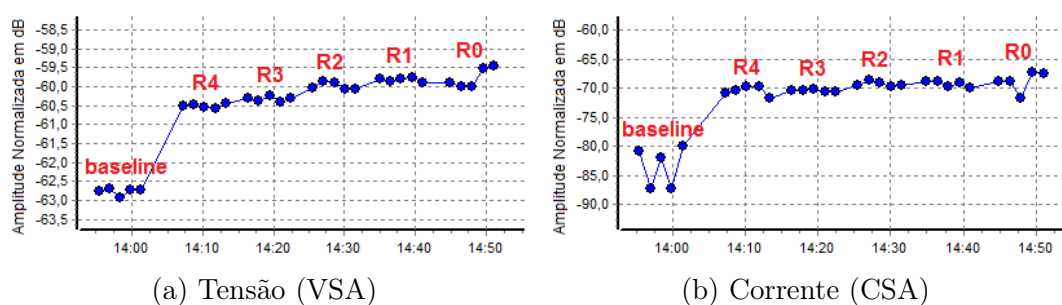 Amplitude Normalizada em dB
-58,5
-59,0
-59,5
-60,0
-60,5
-61,0
-61,5
-62,0
-62,5
-63,0
-63,5
baseline
R4
R3
R2
R1
R0
14:00 14:10 14:20 14:30 14:40 14:50
(a) Tensão (VSA)
Amplitude Normalizada em dB
-60,0
-65,0
-70,0
-75,0
-80,0
-85,0
-90,0
baseline
R4
R3
R2
R1
R0
14:00 14:10 14:20 14:30 14:40 14:50
(b) Corrente (CSA)